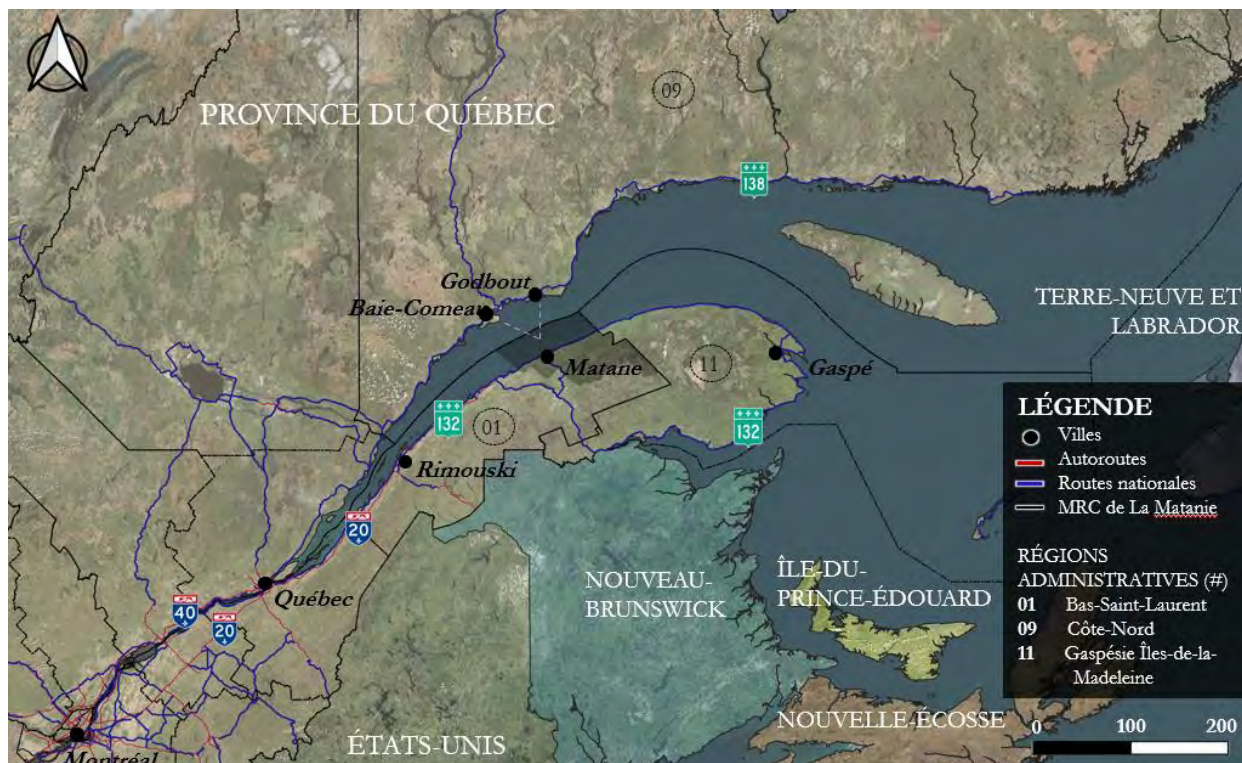 PROVINCE DU QUÉBEC
09
138
Godbout
Baie-Comeau
TERRE-NEUVE ET
LABRADOR
Matane
11
Gaspé
132
01
132
Rimouski
20
Québec
40
20
Montréal
NOUVEAU-
BRUNSWICK
ÎLE-DU-
PRINCE-ÉDOUARD
ÉTATS-UNIS
NOUVELLE-ÉCOSSE
LÉGENDE
Villes
Autoroutes
Routes nationales
MRC de La Matanie
RÉGIONS
ADMINISTRATIVES (#)
01 Bas-Saint-Laurent
09 Côte-Nord
11 Gaspésie Îles-de-la-
Madeleine
0 100 200